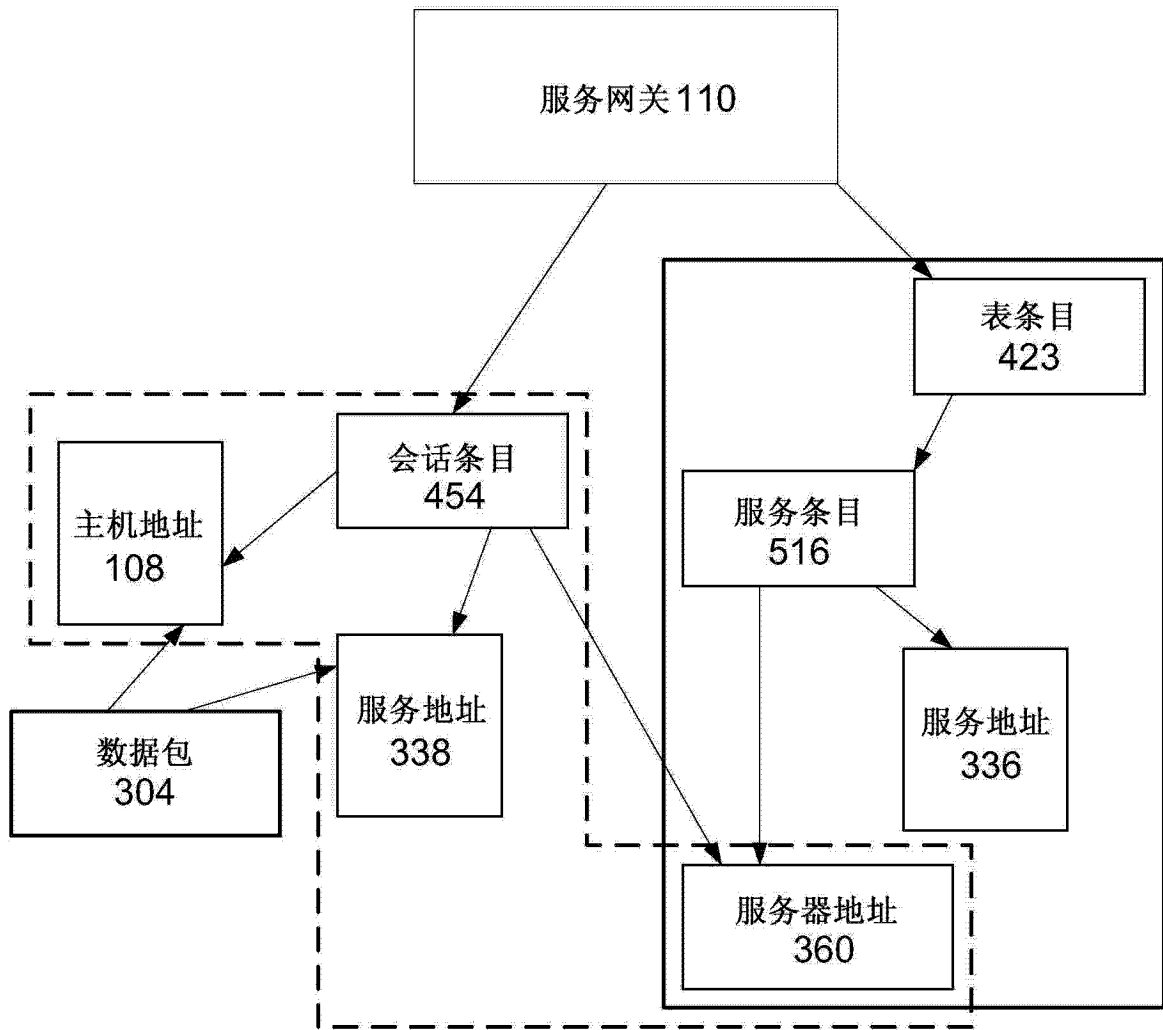 服务网关110
表条目
423
会话条目
454
主机地址
108
服务条目
516
服务地址
338
服务地址
336
数据包
304
服务器地址
360